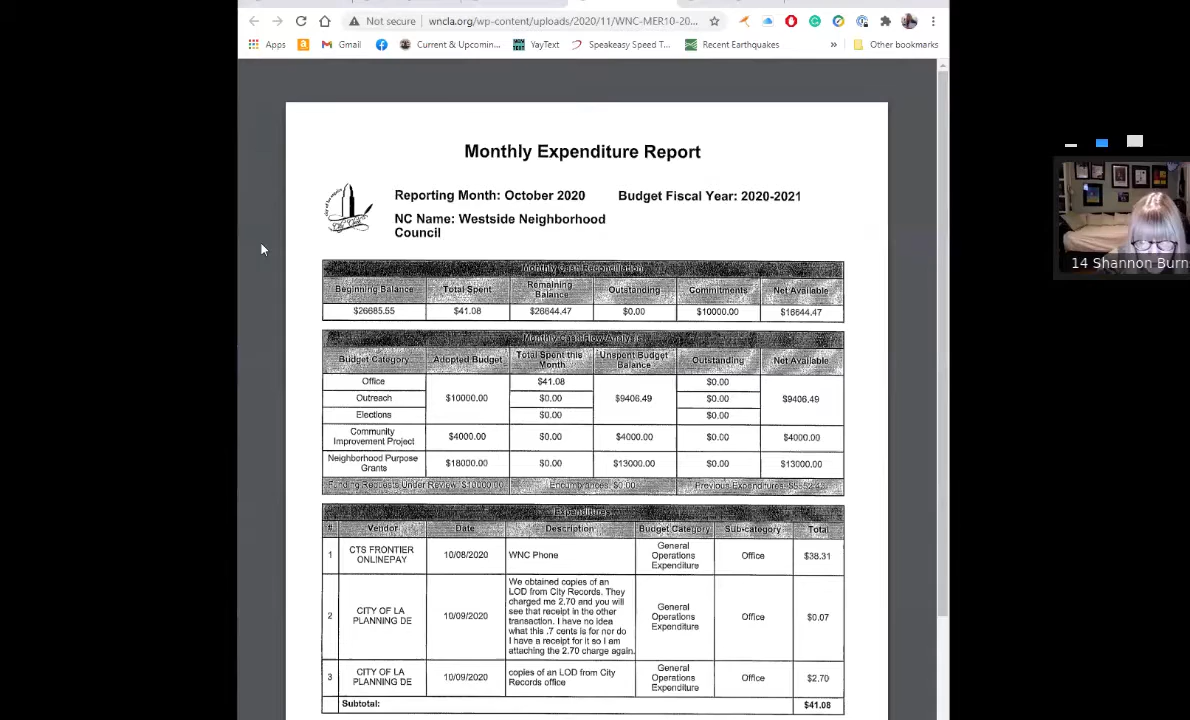 Not secure | wncla.org/wp-content/uploads/2020/11/WNC-MER10-20...
Apps Gmail Current & Upcomin... YayText Speakeasy Speed T... Recent Earthquakes » Other bookmarks
Monthly Expenditure Report
Reporting Month: October 2020 Budget Fiscal Year: 2020-2021
NC Name: Westside Neighborhood
Council
14 Shannon Burn
Monthly Cash Reconciliation
Beginning Balance Total Spent Remaining Balance Outstanding Commitments Net Available
$26685.55 $41.08 $26644.47 $0.00 $10000.00 $16644.47
Monthly Cash Flow Analysis
Budget Category Adopted Budget Total Spent this Month Unspent Budget Balance Outstanding Net Available
Office $41.08 $0.00
Outreach $10000.00 $0.00 $9406.49 $0.00 $9406.49
Elections $0.00 $0.00
Community Improvement Project $4000.00 $0.00 $4000.00 $0.00 $4000.00
Neighborhood Purpose Grants $18000.00 $0.00 $13000.00 $0.00 $13000.00
Funding Requests Under Review: $10000.00 Encumbrances: $0.00 Previous Expenditures:
Expenditures
# Vendor Date Description Budget Category Sub-category Total
1 CTS FRONTIER ONLINEPAY 10/08/2020 WNC Phone General Operations Expenditure Office $38.31
2 CITY OF LA PLANNING DE 10/09/2020 We obtained copies of an
LOD from City Records. They
charged me 2.70 and you will
see that receipt in the other
transaction. I have no idea
what this .7 cents is for nor do
I have a receipt for it so I am
attaching the 2.70 charge again. General Operations Expenditure Office $0.07
3 CITY OF LA PLANNING DE 10/09/2020 copies of an LOD from City Records office General Operations Expenditure Office $2.70
Subtotal: $41.08